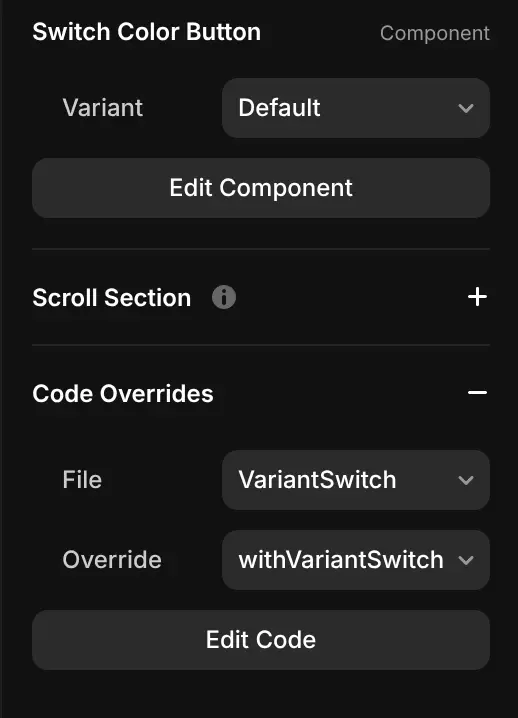 Switch Color Button Component
Variant Default
Edit Component
Scroll Section
Code Overrides
File VariantSwitch
Override withVariantSwitch
Edit Code